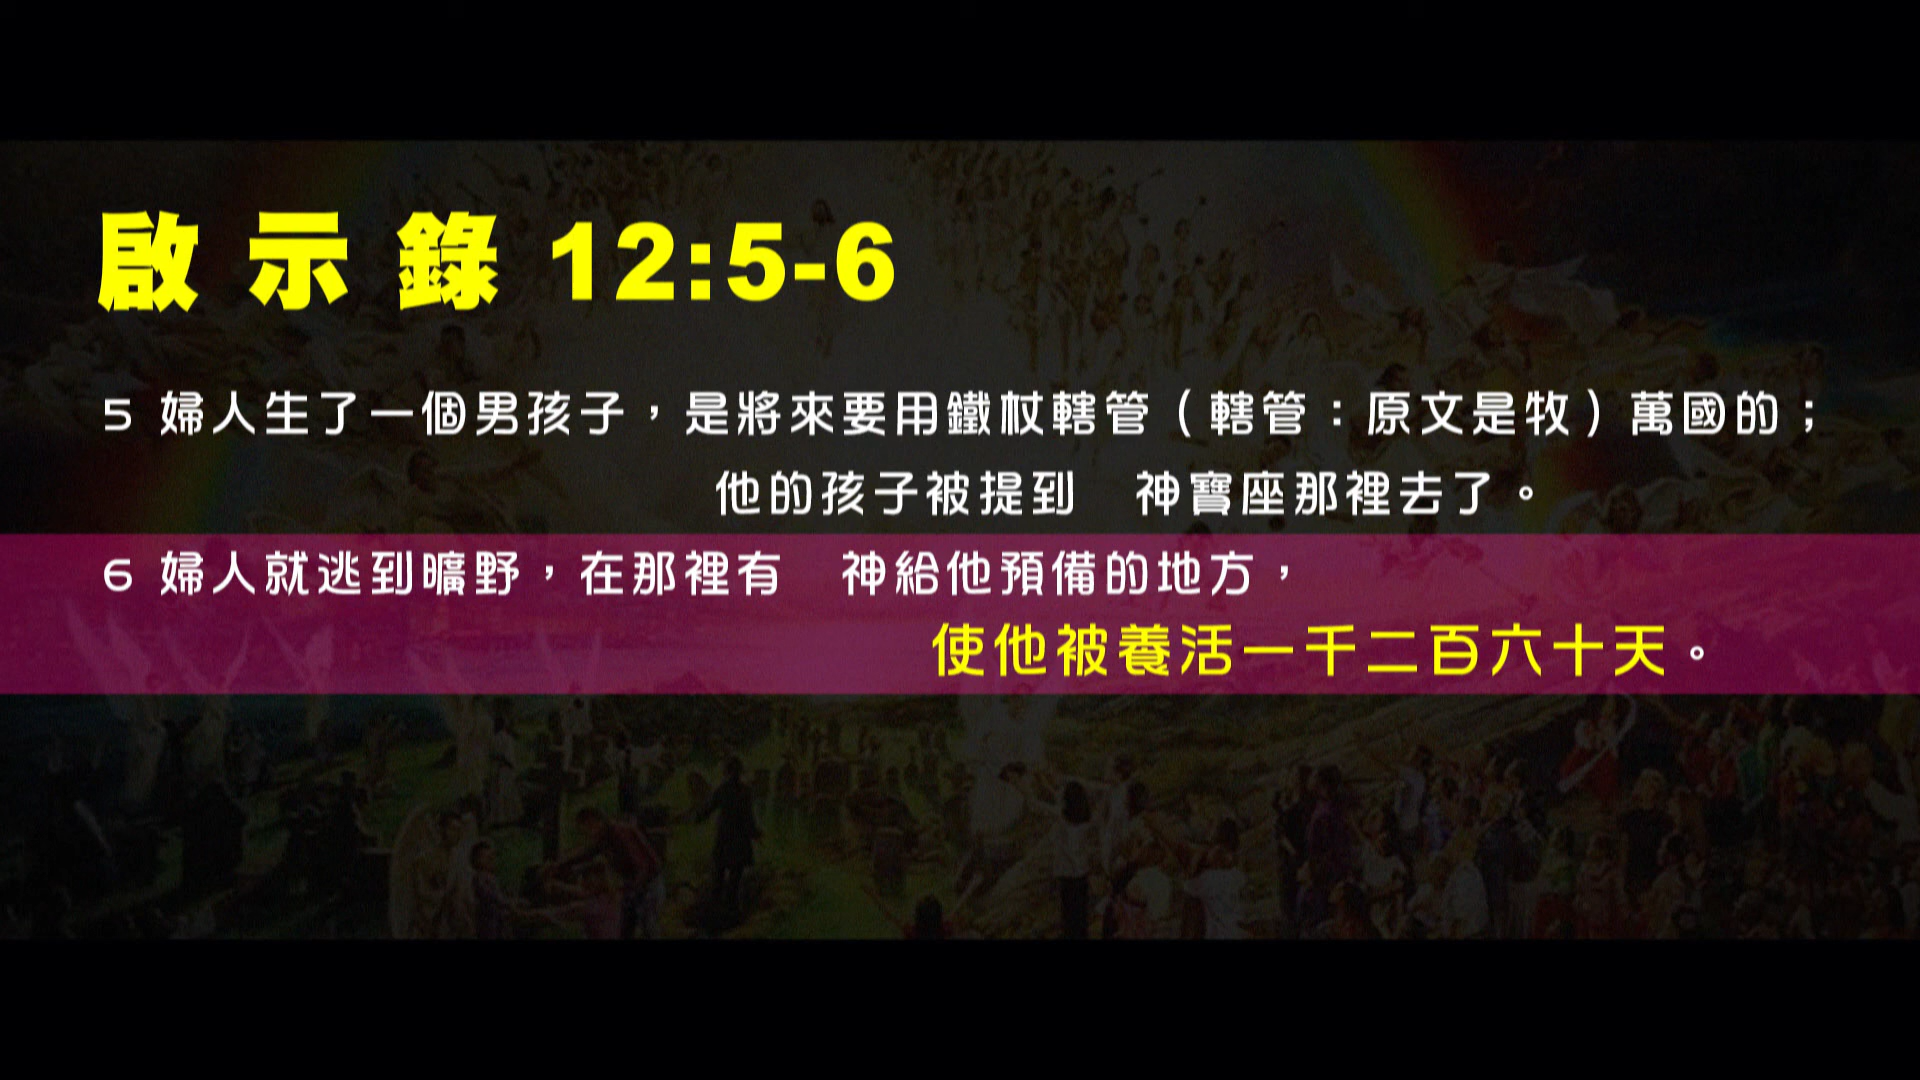 啟示錄 12:5-6
5 婦人生了一個男孩子，是將來要用鐵杖轄管（轄管：原文是牧）萬國的；
他的孩子被提到　神寶座那裡去了。
6 婦人就逃到曠野，在那裡有　神給他預備的地方，
使他被養活一千二百六十天。